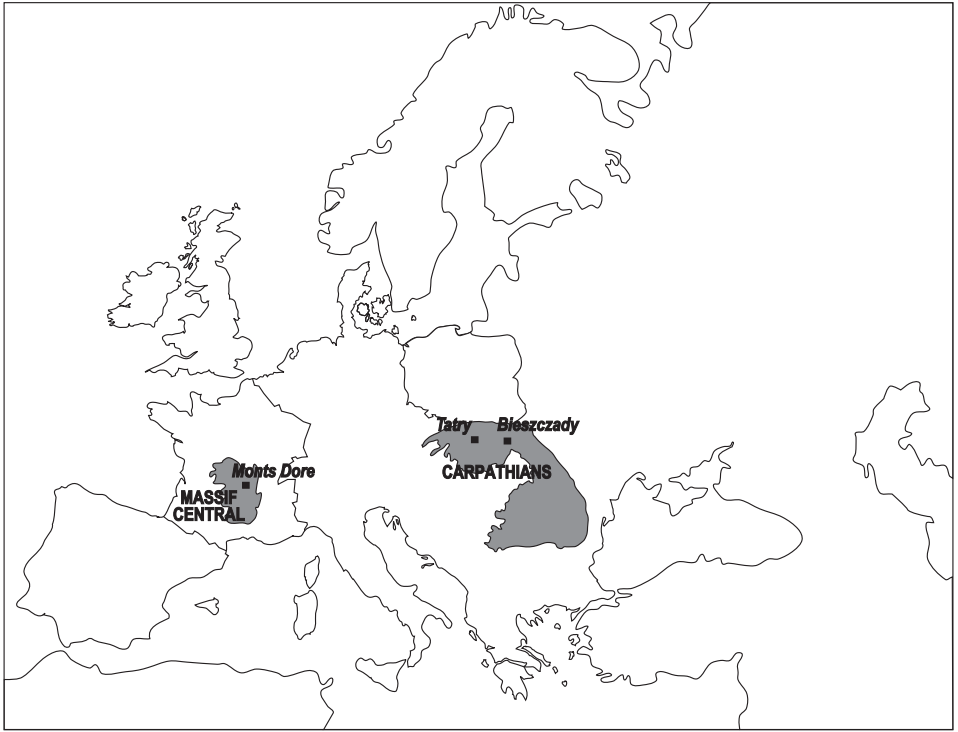 Tatry
Bieszczady
CARPATHIANS
Monts Dore
MASSIF
CENTRAL